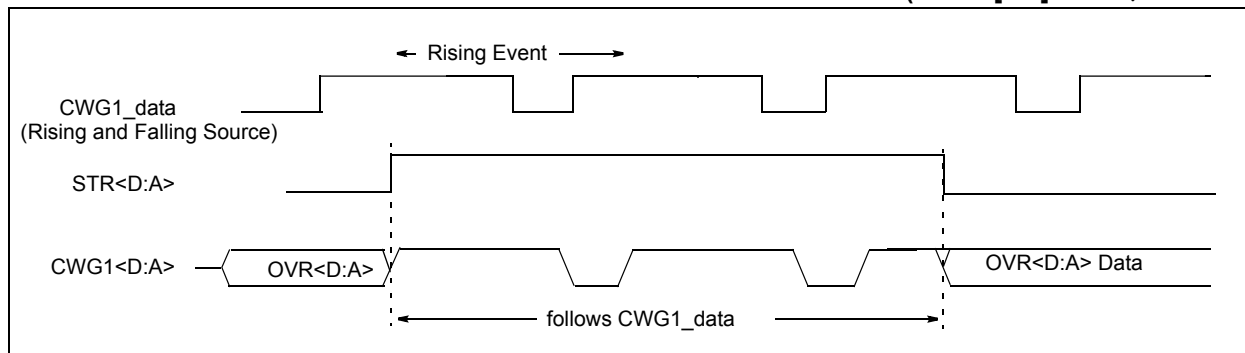 Rising Event
CWG1_data
(Rising and Falling Source)
STR<D:A>
CWG1<D:A>
OVR<D:A>
OVR<D:A> Data
follows CWG1_data